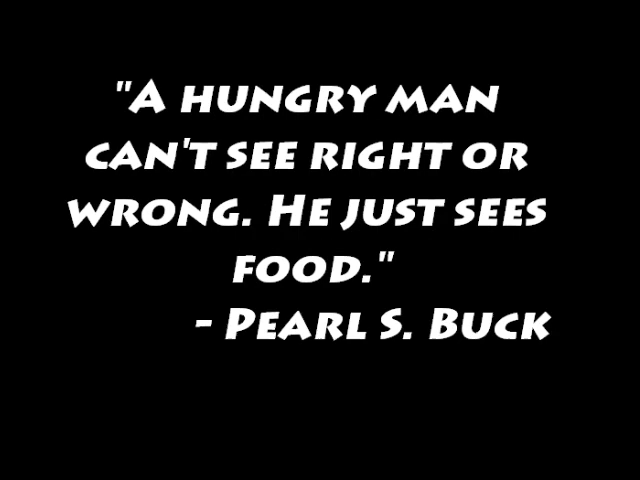 "A HUNGRY MAN
CAN'T SEE RIGHT OR
WRONG. HE JUST SEES
FOOD."
- PEARL S. BUCK